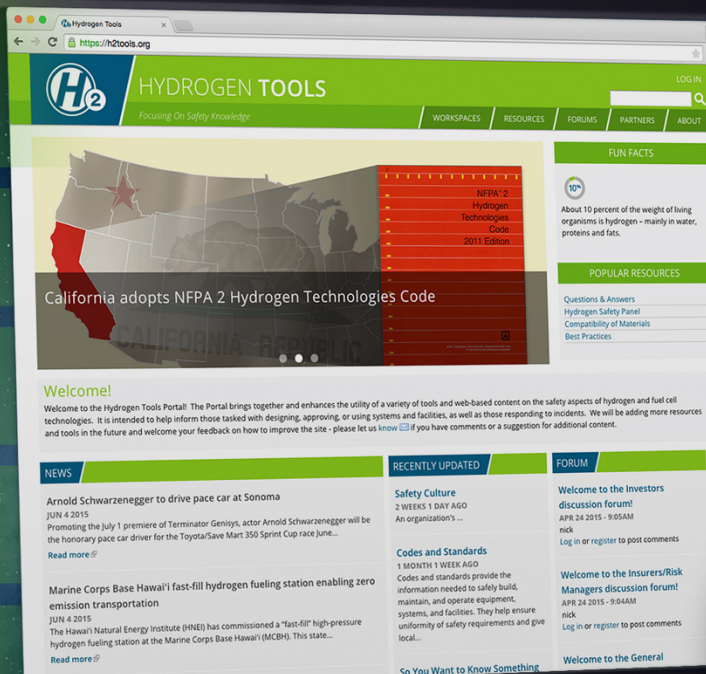 Hydrogen Tools
https://h2tools.org
H2
HYDROGEN TOOLS
Focusing On Safety Knowledge
LOG IN
WORKSPACES
RESOURCES
FORUMS
PARTNERS
ABOUT
NFPA® 2
Hydrogen
Technologies
Code
2011 Edition
CALIFORNIA REPUBLIC
California adopts NFPA 2 Hydrogen Technologies Code
FUN FACTS
10%
About 10 percent of the weight of living
organisms is hydrogen – mainly in water,
proteins and fats.
POPULAR RESOURCES
Questions & Answers
Hydrogen Safety Panel
Compatibility of Materials
Best Practices
Welcome!
Welcome to the Hydrogen Tools Portal! The Portal brings together and enhances the utility of a variety of tools and web-based content on the safety aspects of hydrogen and fuel cell
technologies. It is intended to help inform those tasked with designing, approving, or using systems and facilities, as well as those responding to incidents. We will be adding more resources
and tools in the future and welcome your feedback on how to improve the site - please let us know if you have comments or a suggestion for additional content.
NEWS
Arnold Schwarzenegger to drive pace car at Sonoma
JUN 4 2015
Promoting the July 1 premiere of Terminator Genisys, actor Arnold Schwarzenegger will be
the honorary pace car driver for the Toyota/Save Mart 350 Sprint Cup race June...
Read more
Marine Corps Base Hawai'i fast-fill hydrogen fueling station enabling zero
emission transportation
JUN 4 2015
The Hawai'i Natural Energy Institute (HNEI) has commissioned a "fast-fill" high-pressure
hydrogen fueling station at the Marine Corps Base Hawai'i (MCBH). This state...
Read more
RECENTLY UPDATED
Safety Culture
2 WEEKS 1 DAY AGO
An organization's ...
Codes and Standards
1 MONTH 1 WEEK AGO
Codes and standards provide the
information needed to safely build,
maintain, and operate equipment,
systems, and facilities. They help ensure
uniformity of safety requirements and give
local...
So You Want to Know Something
FORUM
Welcome to the Investors
discussion forum!
APR 24 2015 - 9:05AM
nick
Log in or register to post comments
Welcome to the Insurers/Risk
Managers discussion forum!
APR 24 2015 - 9:04AM
nick
Log in or register to post comments
Welcome to the General